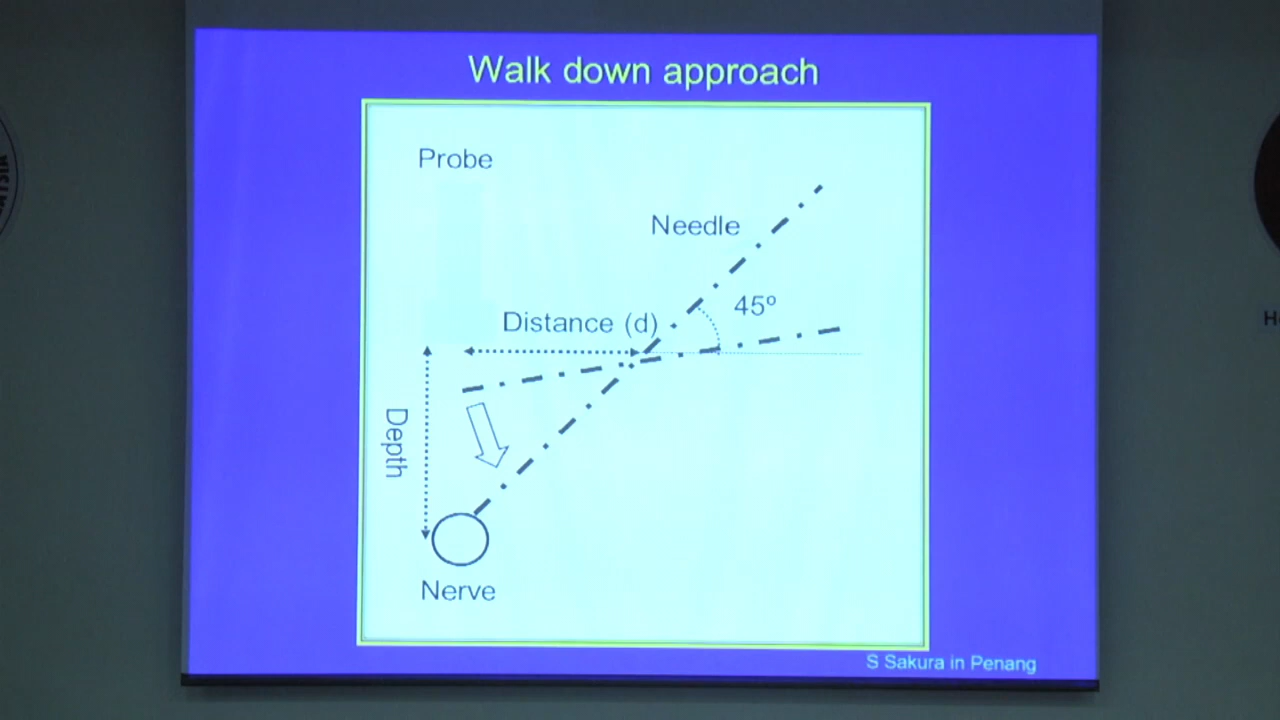 Walk down approach
Probe
Needle
45º
Distance (d)
Depth
Nerve
S Sakura in Penang